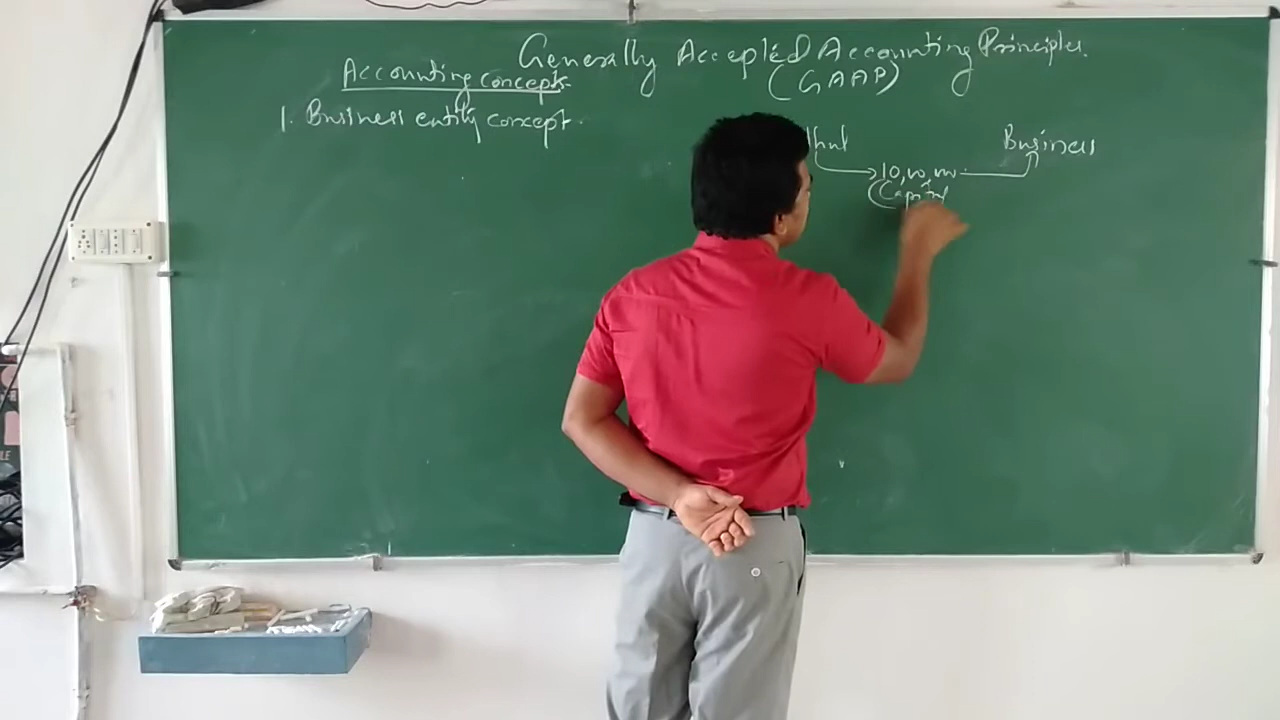 Generally Accepted Accounting Principles.
(GAAP)
Accounting concepts.
1. Business entity concept.
Business
10,00,000
(Capital